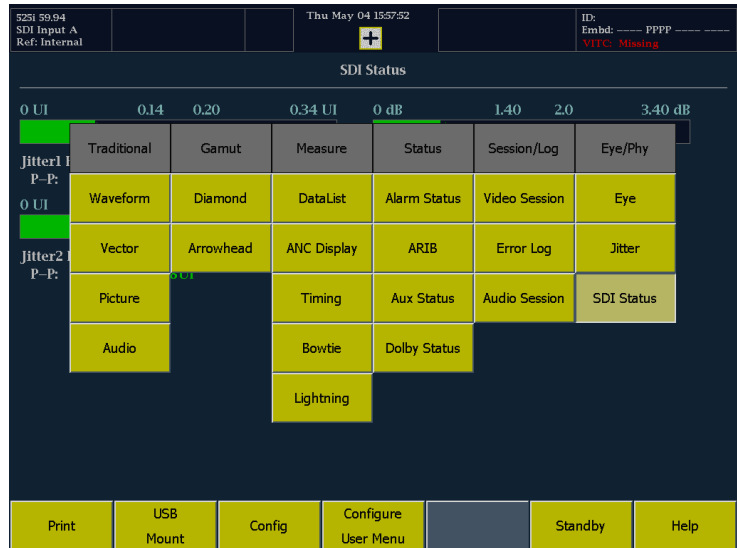 525i 59.94
SDI Input A
Ref: Internal
Thu May 04 15:57:52
+
ID:
Embd: ---- PPPP ---- ----
VITC: Missing
SDI Status
0 UI 0.14 0.20 0.34 UI 0 dB 1.40 2.0 3.40 dB
Traditional Gamut Measure Status Session/Log Eye/Phy
Jitter1
P-P:
Waveform Diamond DataList Alarm Status Video Session Eye
0 UI
Vector Arrowhead ANC Display ARIB Error Log Jitter
Jitter2
P-P:
UI
Picture Timing Aux Status Audio Session SDI Status
Audio Bowtie Dolby Status
Lightning
Print USB Mount Config Configure User Menu Standby Help